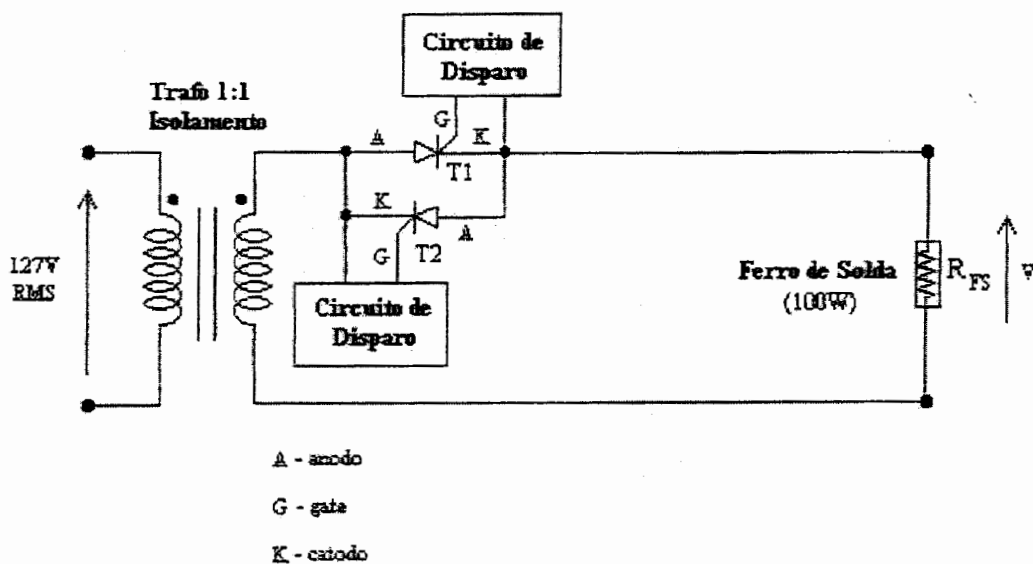 Circuito de
Disparo
Trafo 1:1
Isolamento
G
A
K
T1
K
A
G
T2
127V
RMS
Circuito de
Disparo
Ferro de Solda
(100W)
R FS
v
A - anodo
G - gate
K - catodo